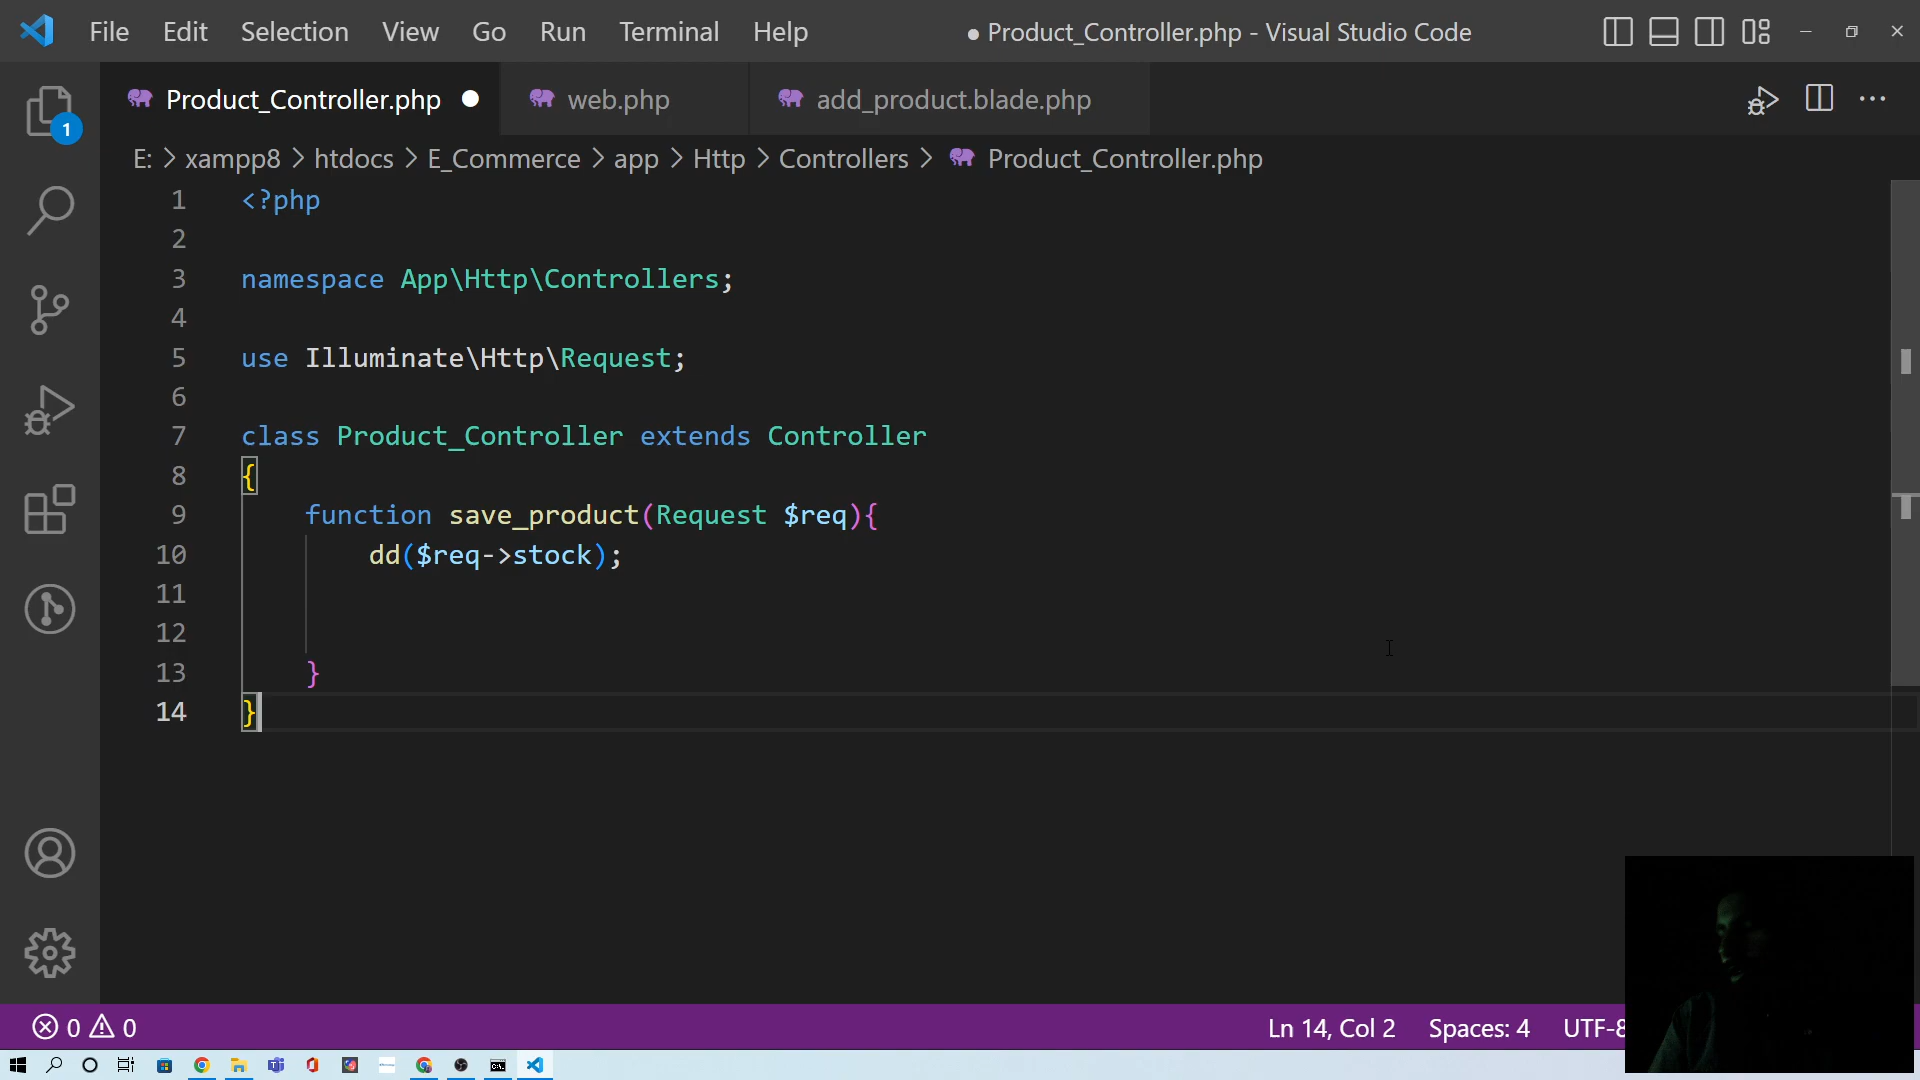 File Edit Selection View Go Run Terminal Help ● Product_Controller.php - Visual Studio Code
Product_Controller.php ● web.php add_product.blade.php
1
E: > xampp8 > htdocs > E_Commerce > app > Http > Controllers > Product_Controller.php
1 <?php
2
3 namespace App\Http\Controllers;
4
5 use Illuminate\Http\Request;
6
7 class Product_Controller extends Controller
8 {
9 function save_product(Request $req){
10 dd($req->stock);
11
12
13 }
14 }
0 0 Ln 14, Col 2 Spaces: 4 UTF-8